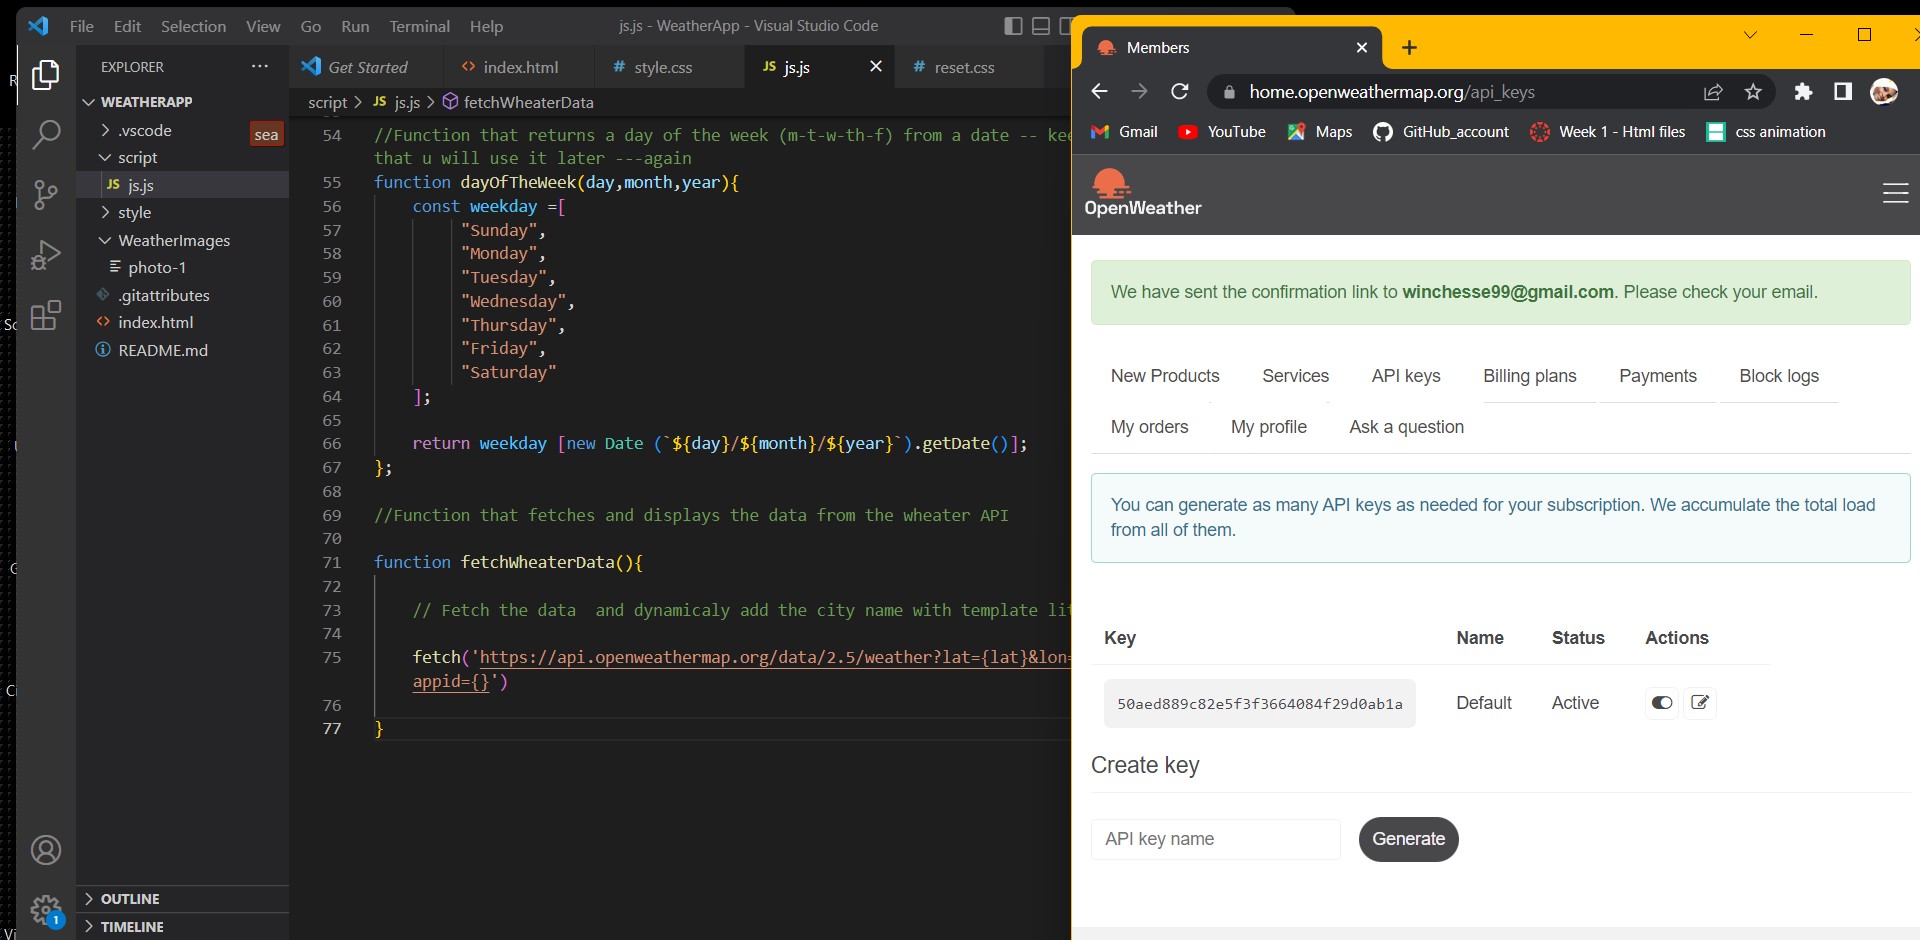 File Edit Selection View Go Run Terminal Help
js.js - WeatherApp - Visual Studio Code
EXPLORER
WEATHERAPP
.vscode
sea
script
JS js.js
style
WeatherImages
photo-1
.gitattributes
index.html
README.md
OUTLINE
TIMELINE
1
Get Started
<> index.html
# style.css
JS js.js
# reset.css
script > JS js.js > fetchWheaterData
54 //Function that returns a day of the week (m-t-w-th-f) from a date --
that u will use it later ---again
55 function dayOfTheWeek(day,month,year){
56 const weekday =[
57 "Sunday",
58 "Monday",
59 "Tuesday",
60 "Wednesday",
61 "Thursday",
62 "Friday",
63 "Saturday"
64 ];
65
66 return weekday [new Date (`${day}/${month}/${year}`).getDate()];
67 };
68
69 //Function that fetches and displays the data from the wheater API
70
71 function fetchWheaterData(){
72
73 // Fetch the data  and dynamicaly add the city name with template
74
75 fetch('https://api.openweathermap.org/data/2.5/weather?lat={lat}&lon=
appid={}')
76
77 }
Members
home.openweathermap.org/api_keys
Gmail YouTube Maps GitHub_account Week 1 - Html files css animation
OpenWeather
We have sent the confirmation link to winchesse99@gmail.com. Please check your email.
New Products Services API keys Billing plans Payments Block logs
My orders My profile Ask a question
You can generate as many API keys as needed for your subscription. We accumulate the total load
from all of them.
Key Name Status Actions
50aed889c82e5f3f3664084f29d0ab1a Default Active
Create key
API key name Generate